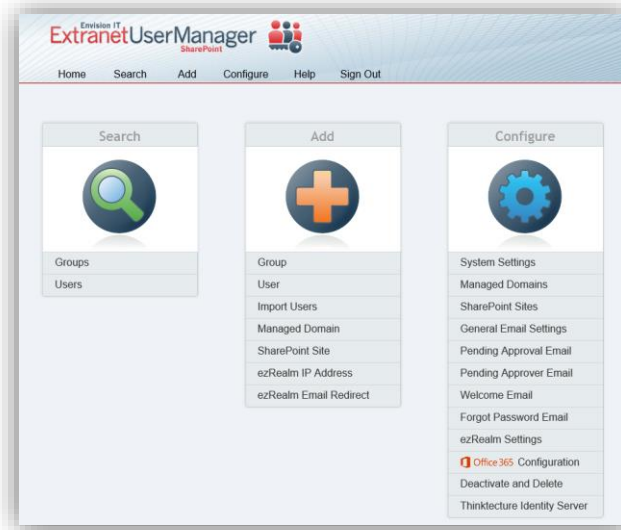 Envision IT
ExtranetUserManager
SharePoint
Home Search Add Configure Help Sign Out
Search
Groups
Users
Add
Group
User
Import Users
Managed Domain
SharePoint Site
ezRealm IP Address
ezRealm Email Redirect
Configure
System Settings
Managed Domains
SharePoint Sites
General Email Settings
Pending Approval Email
Pending Approver Email
Welcome Email
Forgot Password Email
ezRealm Settings
Office 365 Configuration
Deactivate and Delete
Thinktecture Identity Server